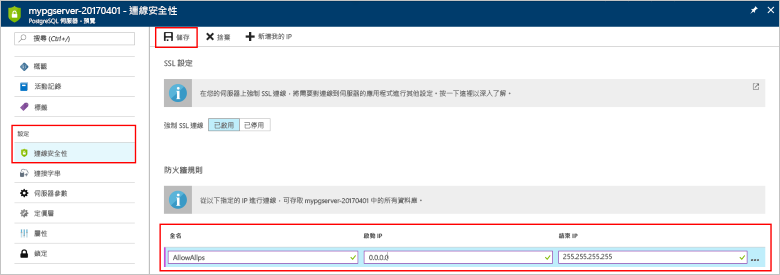 mypgserver-20170401 - 連線安全性
PostgreSQL 伺服器 - 預覽
搜尋 (Ctrl+/)
概觀
活動記錄
標籤
設定
連線安全性
連接字串
伺服器參數
定價層
屬性
鎖定
儲存
捨棄
新增我的 IP
SSL 設定
在您的伺服器上強制 SSL 連線，將需要對連線到伺服器的應用程式進行其他設定。按一下這裡以深入了解。
強制 SSL 連線
已啟用
已停用
防火牆規則
從以下指定的 IP 進行連線，可存取 mypgserver-20170401 中的所有資料庫。
全名
啟動 IP
結束 IP
AllowAllps
0.0.0.0
255.255.255.255